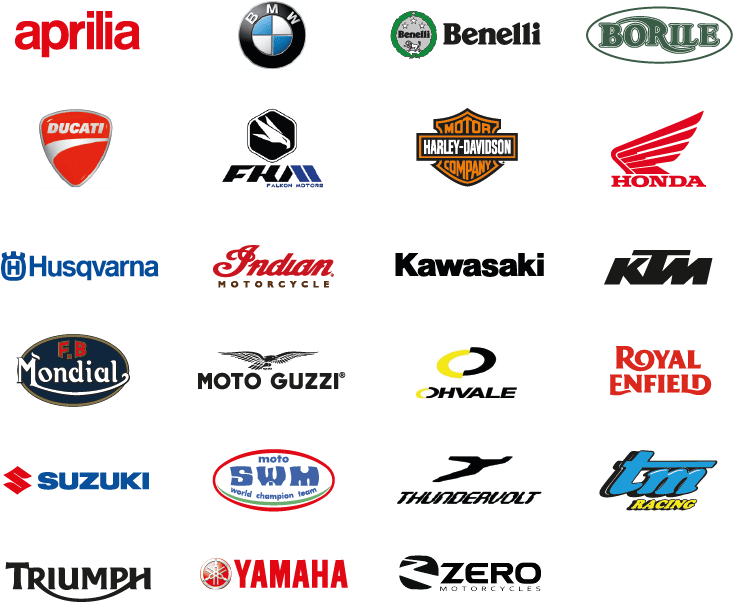 aprilia
BMW
Benelli
Benelli
BORILE
DUCATI
FKM
FALKON MOTORS
MOTOR
HARLEY-DAVIDSON
COMPANY
HONDA
H Husqvarna
Indian
MOTORCYCLE
Kawasaki
KTM
F.B
Mondial
MOTO GUZZI®
OHVALE
ROYAL
ENFIELD
SUZUKI
moto
SWM
world champion team
THUNDERVOLT
tm
RACING
TRIUMPH
YAMAHA
ZERO
MOTORCYCLES